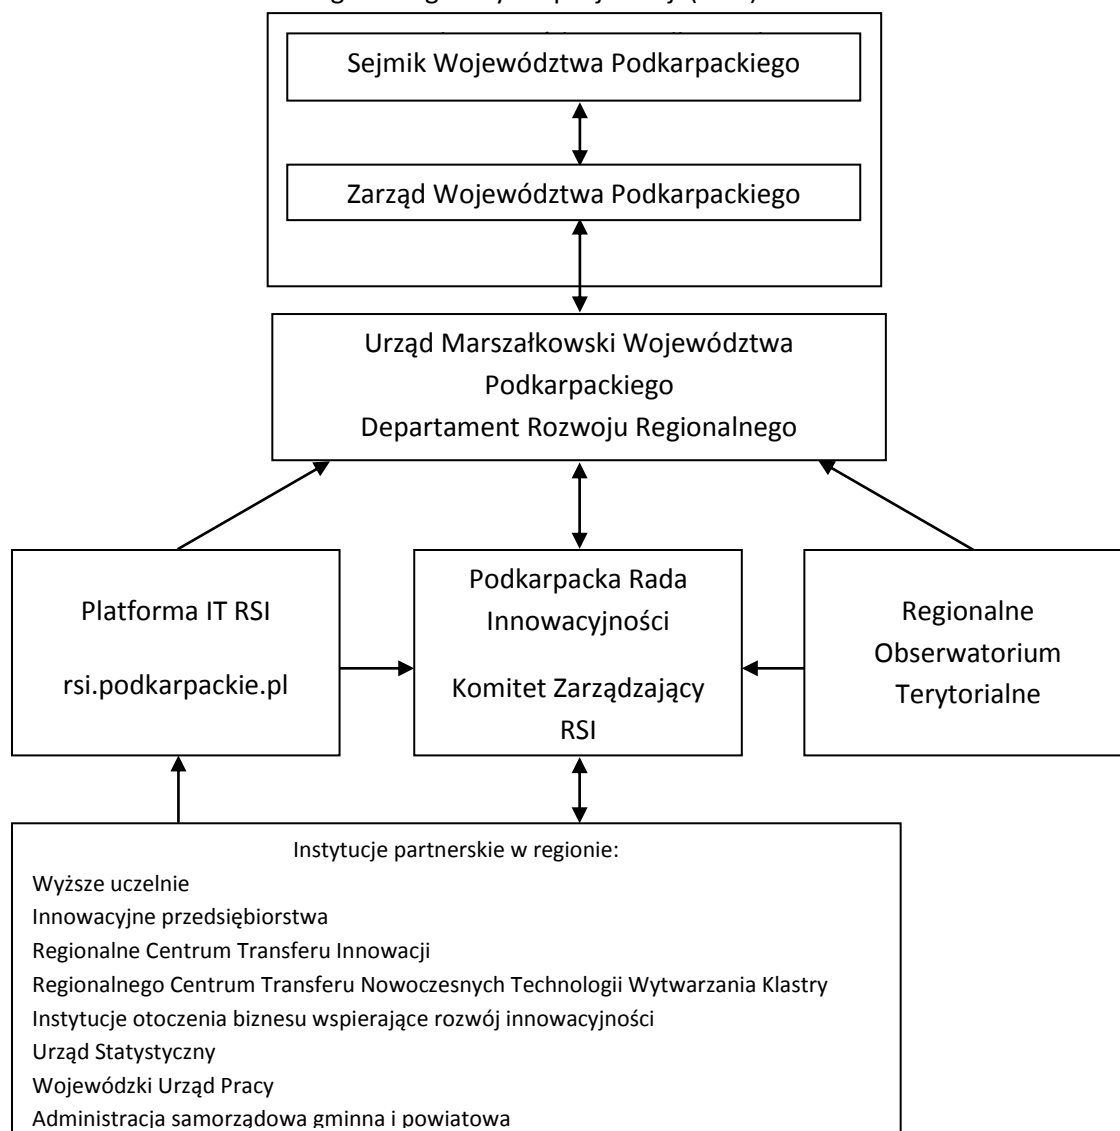 Sejmik Województwa Podkarpackiego
Zarząd Województwa Podkarpackiego
Urząd Marszałkowski Województwa
Podkarpackiego
Departament Rozwoju Regionalnego
Platforma IT RSI
rsi.podkarpackie.pl
Podkarpacka Rada
Innowacyjności
Komitet Zarządzający
RSI
Regionalne
Obserwatorium
Terytorialne
Instytucje partnerskie w regionie:
Wyższe uczelnie
Innowacyjne przedsiębiorstwa
Regionalne Centrum Transferu Innowacji
Regionalnego Centrum Transferu Nowoczesnych Technologii Wytwarzania Klastry
Instytucje otoczenia biznesu wspierające rozwój innowacyjności
Urząd Statystyczny
Wojewódzki Urząd Pracy
Administracja samorządowa gminna i powiatowa